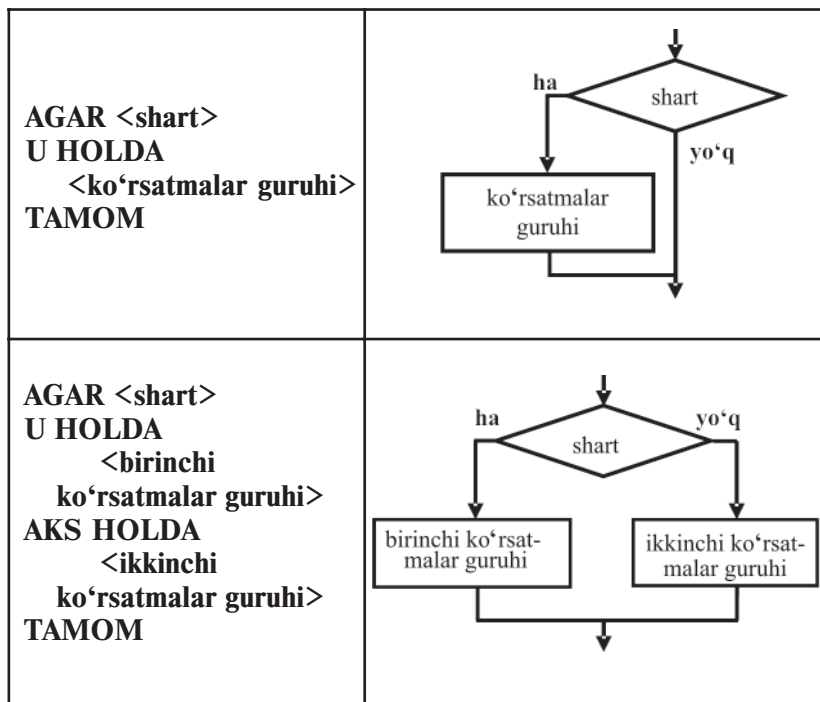 AGAR <shart>
U HOLDA
<ko‘rsatmalar guruhi>
TAMOM
ha
shart
yo‘q
ko‘rsatmalar
guruhi
AGAR <shart>
U HOLDA
<birinchi
ko‘rsatmalar guruhi>
AKS HOLDA
<ikkinchi
ko‘rsatmalar guruhi>
TAMOM
ha
yo‘q
shart
birinchi ko‘rsat-
malar guruhi
ikkinchi ko‘rsat-
malar guruhi